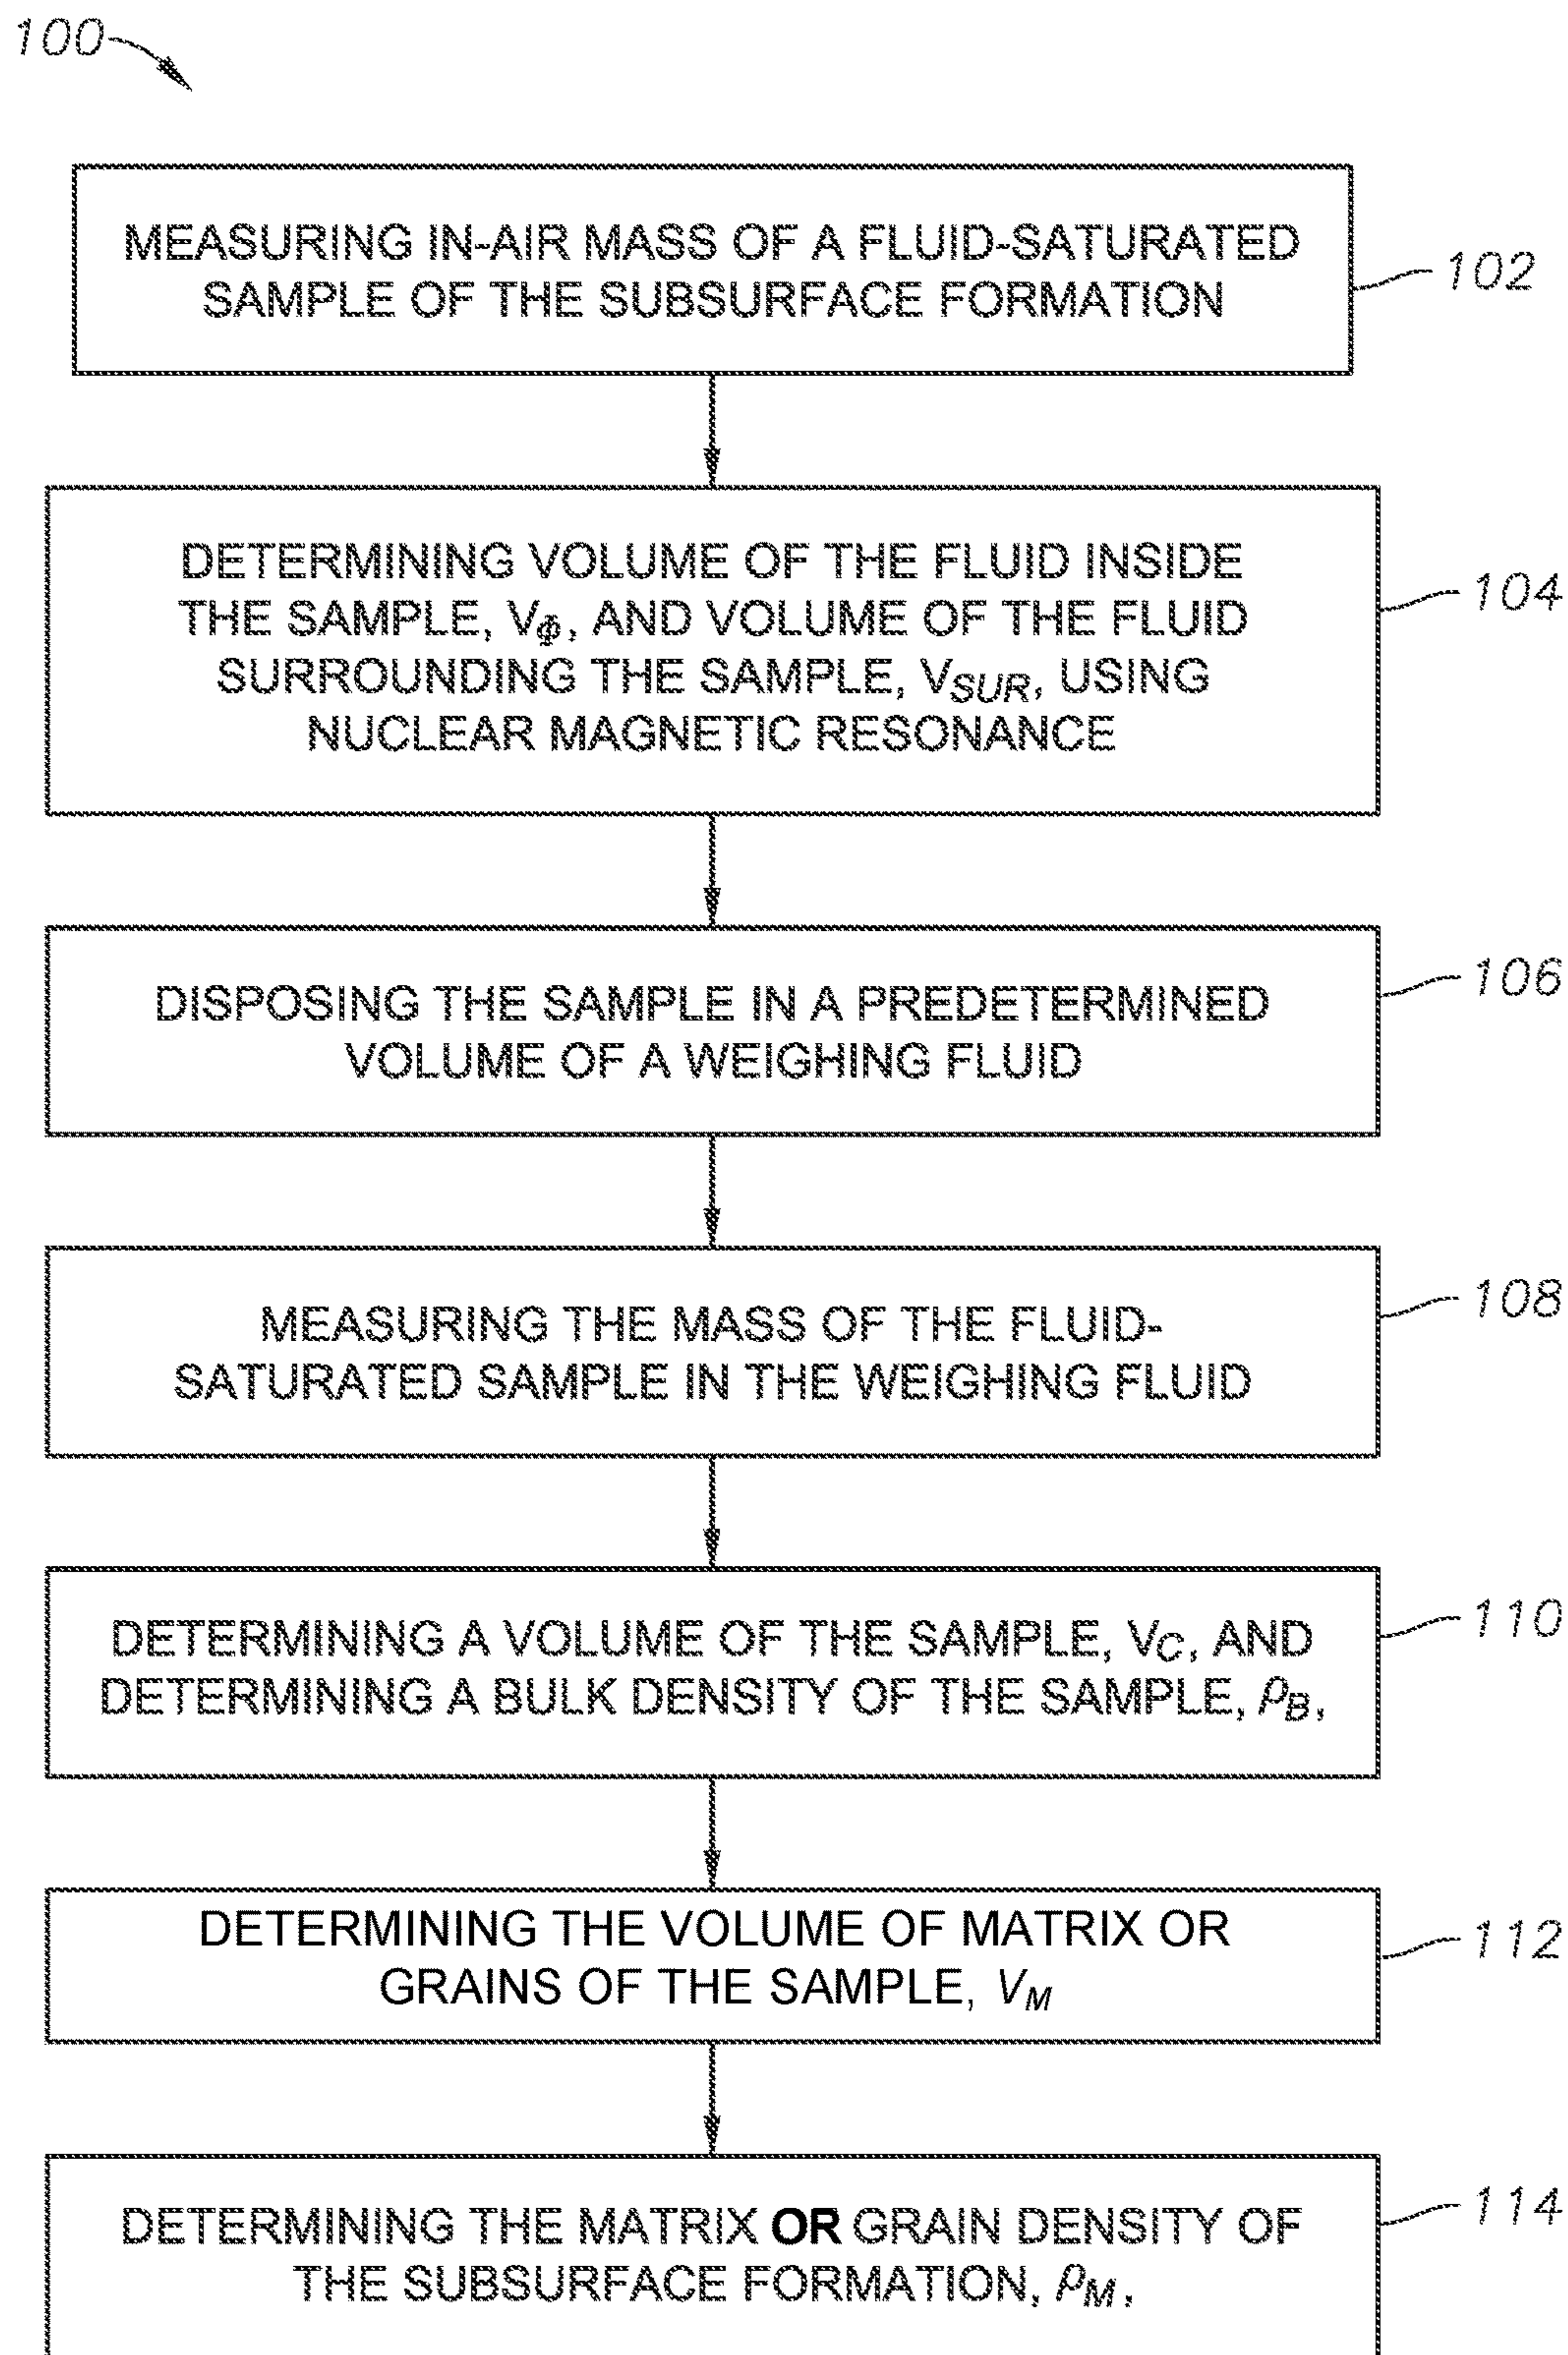 100
MEASURING IN-AIR MASS OF A FLUID-SATURATED
SAMPLE OF THE SUBSURFACE FORMATION
102
DETERMINING VOLUME OF THE FLUID INSIDE
THE SAMPLE, VΦ, AND VOLUME OF THE FLUID
SURROUNDING THE SAMPLE, VSUR, USING
NUCLEAR MAGNETIC RESONANCE
104
DISPOSING THE SAMPLE IN A PREDETERMINED
VOLUME OF A WEIGHING FLUID
106
MEASURING THE MASS OF THE FLUID-
SATURATED SAMPLE IN THE WEIGHING FLUID
108
DETERMINING A VOLUME OF THE SAMPLE, VC, AND
DETERMINING A BULK DENSITY OF THE SAMPLE, ρB,
110
DETERMINING THE VOLUME OF MATRIX OR
GRAINS OF THE SAMPLE, VM
112
DETERMINING THE MATRIX OR GRAIN DENSITY OF
THE SUBSURFACE FORMATION, ρM,
114